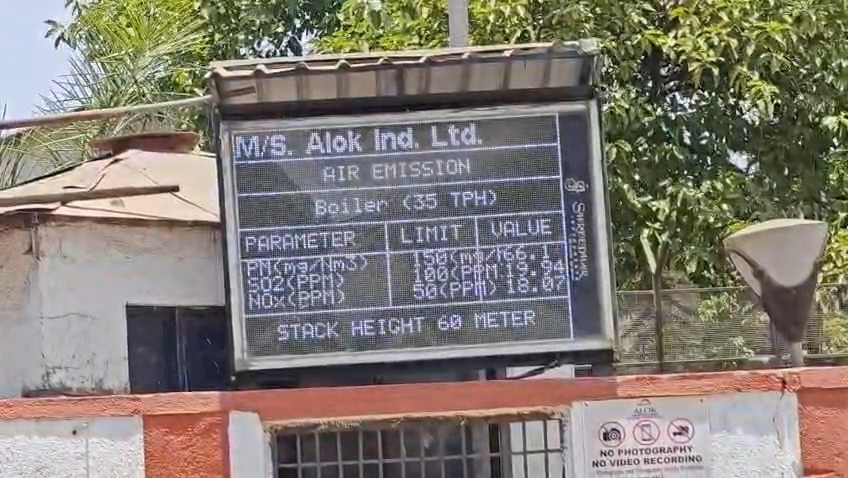 M/S. Alok Ind. Ltd.
AIR EMISSION
Boiler (35 TPH)
PARAMETER LIMIT VALUE
PM(mg/Nm3) 150(mg/ 66.1
SO2(PPM) 100(PPM 19.94
NOx(PPM) 50(PPM) 18.07
STACK HEIGHT 60 METER
ALOK
NO PHOTOGRAPHY
NO VIDEO RECORDING